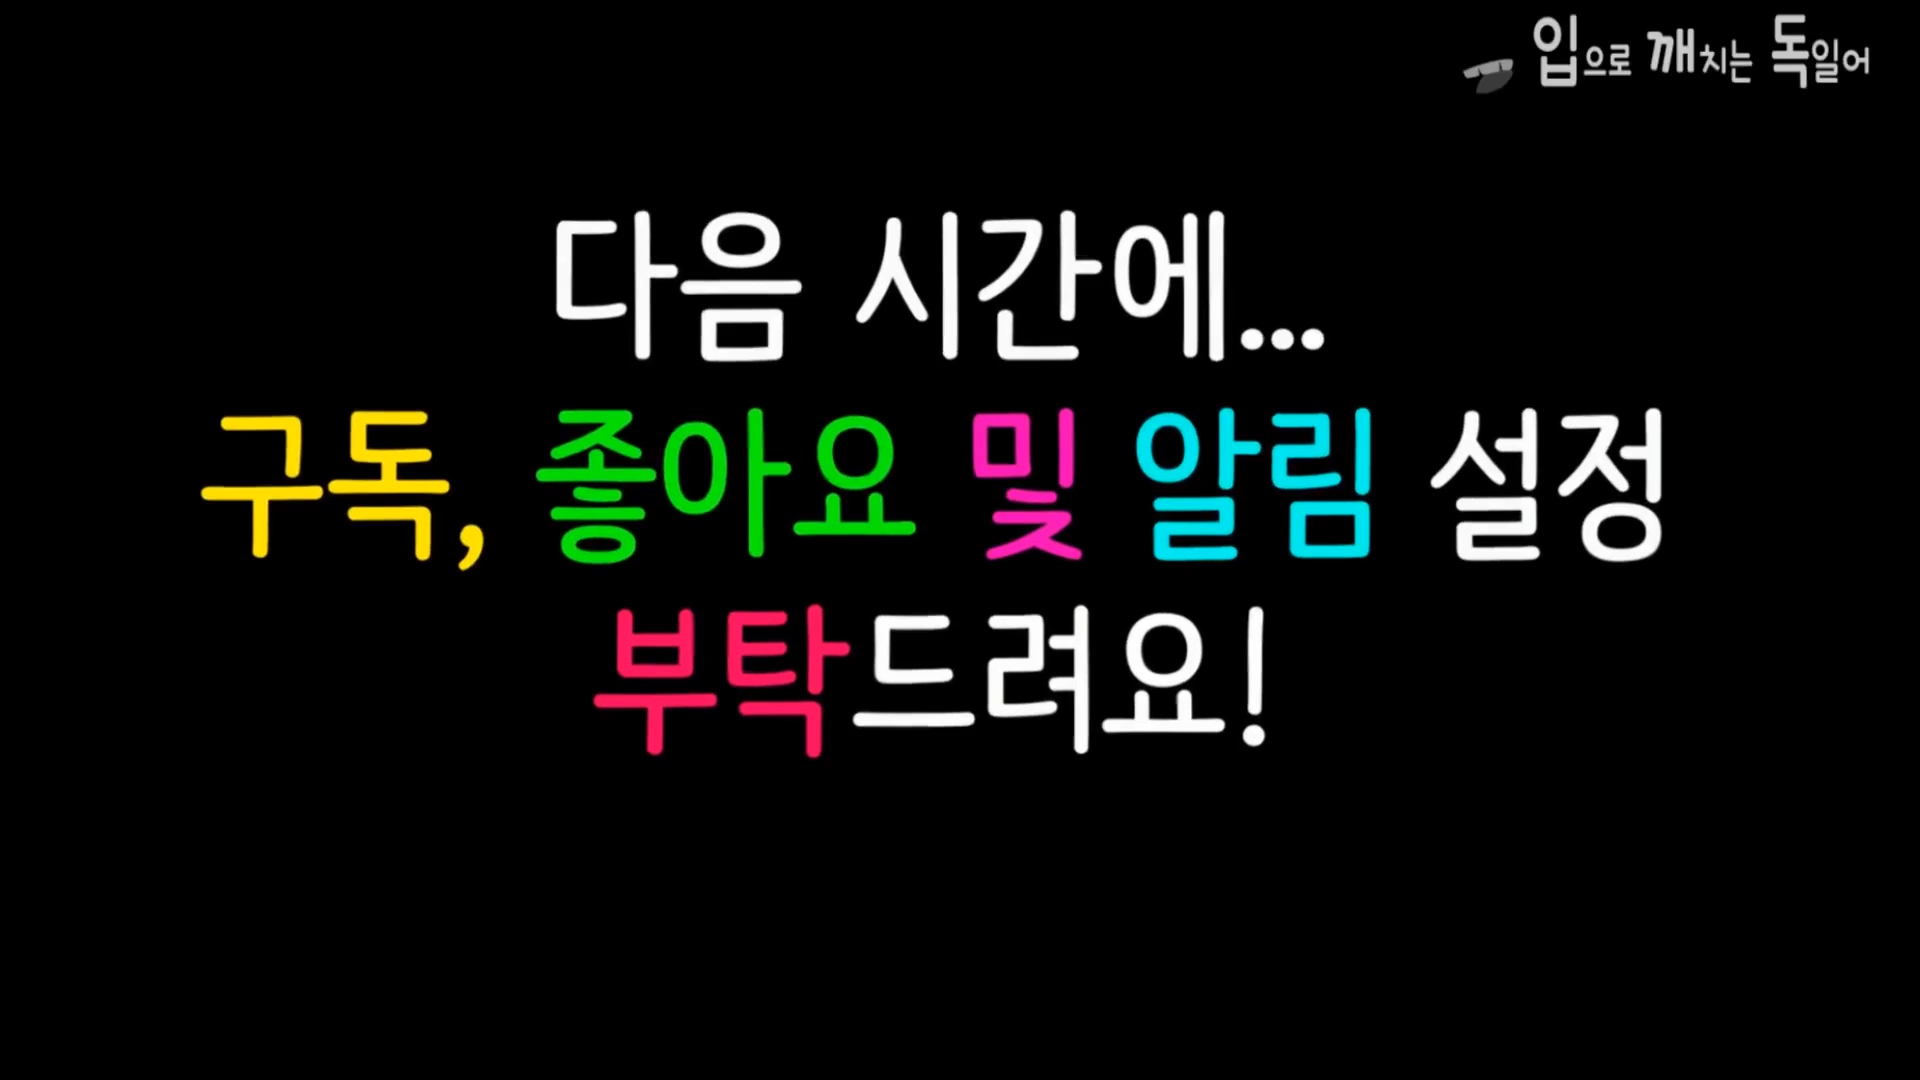 입으로 깨치는 독일어
다음 시간에...
구독, 좋아요 및 알림 설정
부탁드려요!